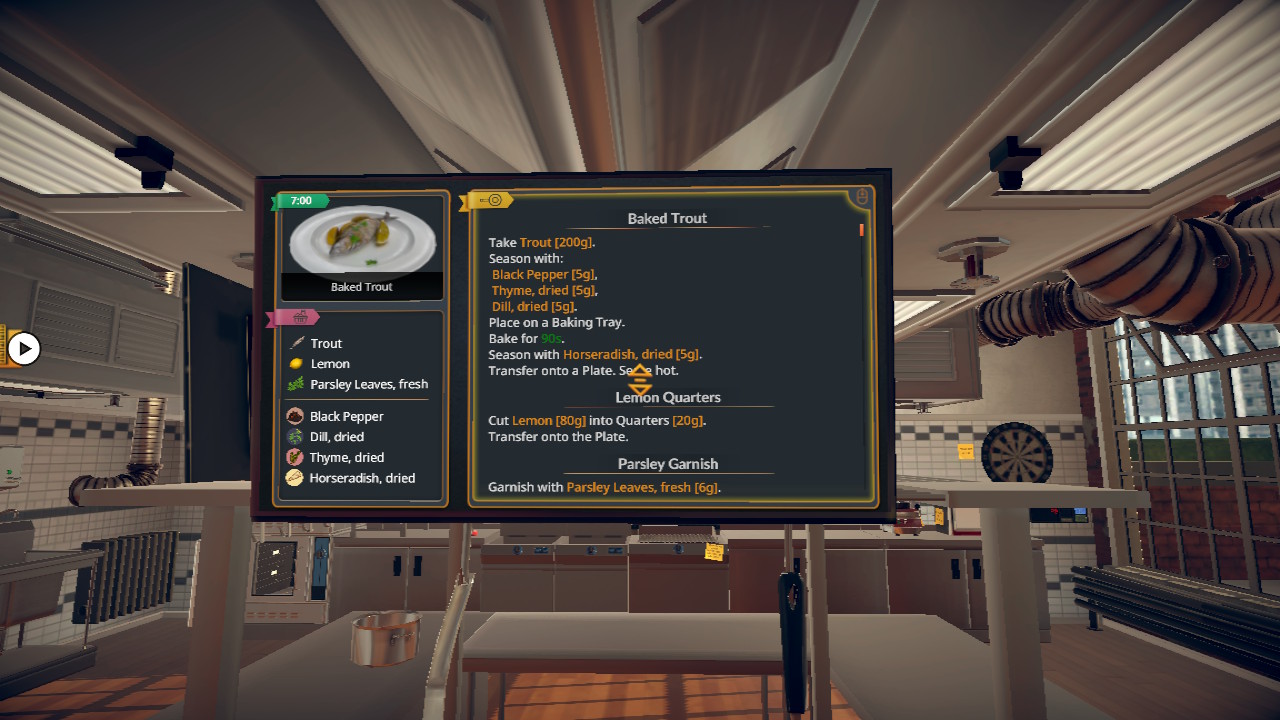 7:00
Baked Trout
Trout
Lemon
Parsley Leaves, fresh
Black Pepper
Dill, dried
Thyme, dried
Horseradish, dried
Baked Trout
Take Trout [200g].
Season with:
Black Pepper [5g],
Thyme, dried [5g],
Dill, dried [5g].
Place on a Baking Tray.
Bake for 90s.
Season with Horseradish, dried [5g].
Transfer onto a Plate. Serve hot.
Lemon Quarters
Cut Lemon [80g] into Quarters [20g].
Transfer onto the Plate.
Parsley Garnish
Garnish with Parsley Leaves, fresh [6g].